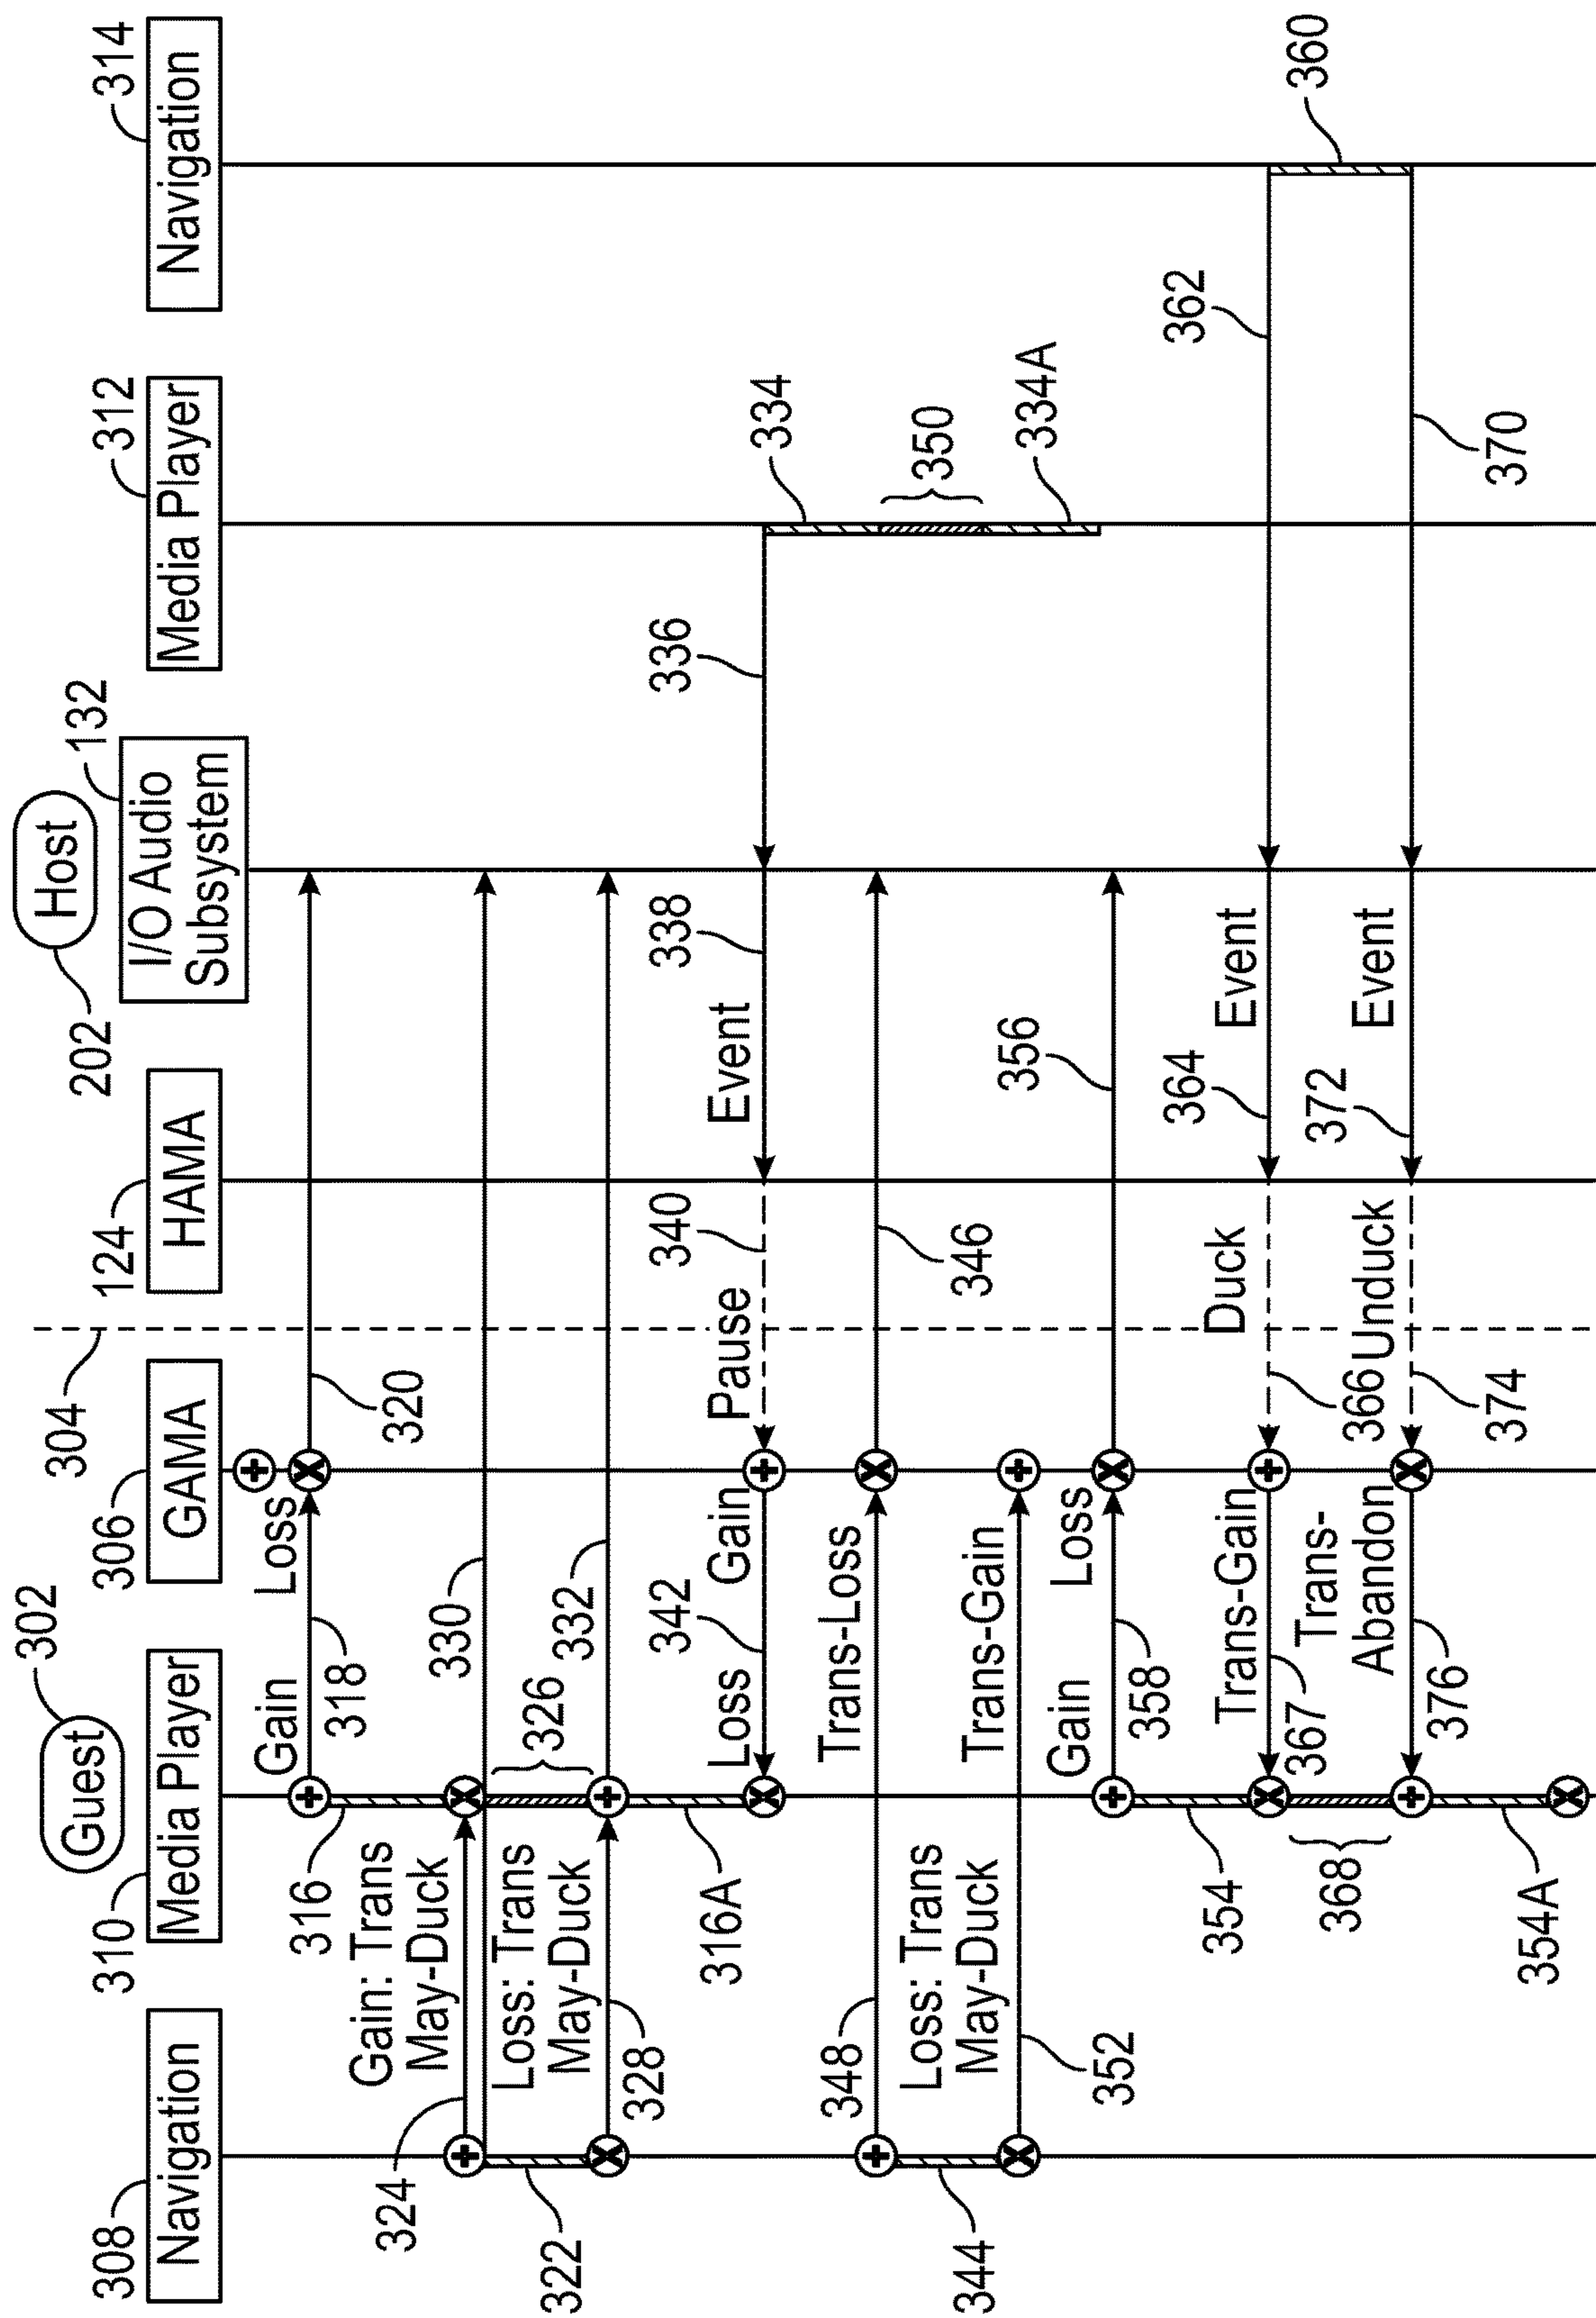 Guest
302
Host
202
304
308
Navigation
310
Media Player
306
GAMA
124
HAMA
132
I/O Audio
Subsystem
312
Media Player
314
Navigation
316
Gain
318
Loss
320
324
Gain: Trans
May-Duck
330
322
Loss: Trans
May-Duck
328
326
332
316A
Loss
342
Gain
Pause
340
Event
338
336
334
348
Trans-Loss
346
350
344
Loss: Trans
May-Duck
352
Trans-Gain
334A
Gain
358
Loss
356
354
367
Trans-Gain
366
Duck
364
Event
362
360
368
376
Trans-
Abandon
374
Unduck
372
Event
370
354A